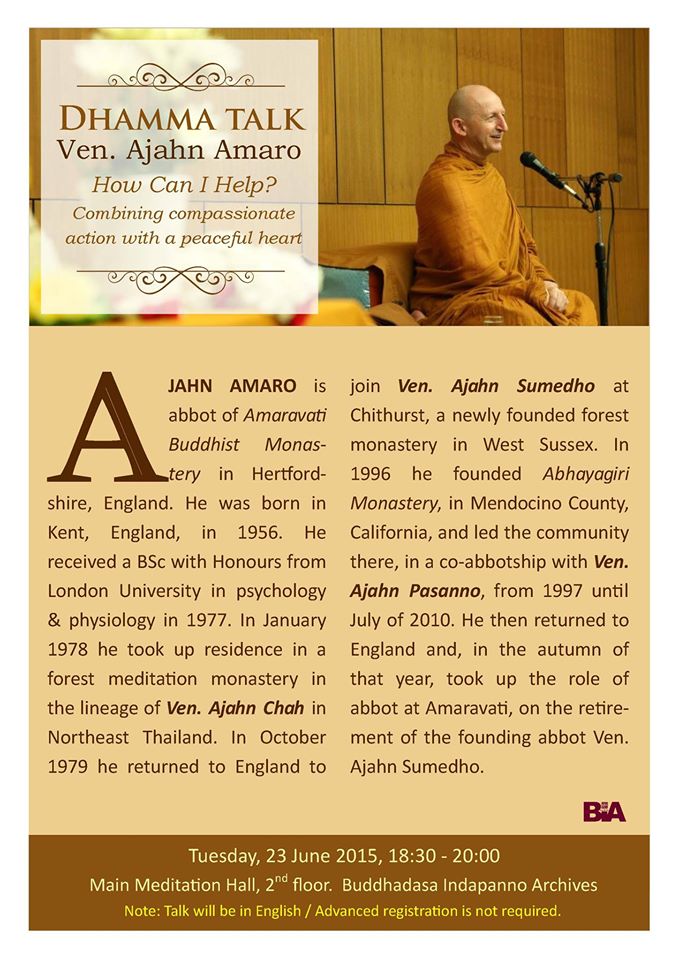 DHAMMA TALK
Ven. Ajahn Amaro
How Can I Help?
Combining compassionate
action with a peaceful heart
AJAHN AMARO is
abbot of Amaravati
Buddhist Monas-
tery in Hertford-
shire, England. He was born in
Kent, England, in 1956. He
received a BSc with Honours from
London University in psychology
& physiology in 1977. In January
1978 he took up residence in a
forest meditation monastery in
the lineage of Ven. Ajahn Chah in
Northeast Thailand. In October
1979 he returned to England to
join Ven. Ajahn Sumedho at
Chithurst, a newly founded forest
monastery in West Sussex. In
1996 he founded Abhayagiri
Monastery, in Mendocino County,
California, and led the community
there, in a co-abbotship with Ven.
Ajahn Pasanno, from 1997 until
July of 2010. He then returned to
England and, in the autumn of
that year, took up the role of
abbot at Amaravati, on the retire-
ment of the founding abbot Ven.
Ajahn Sumedho.
BIA
Tuesday, 23 June 2015, 18:30 - 20:00
Main Meditation Hall, 2nd floor. Buddhadasa Indapanno Archives
Note: Talk will be in English / Advanced registration is not required.